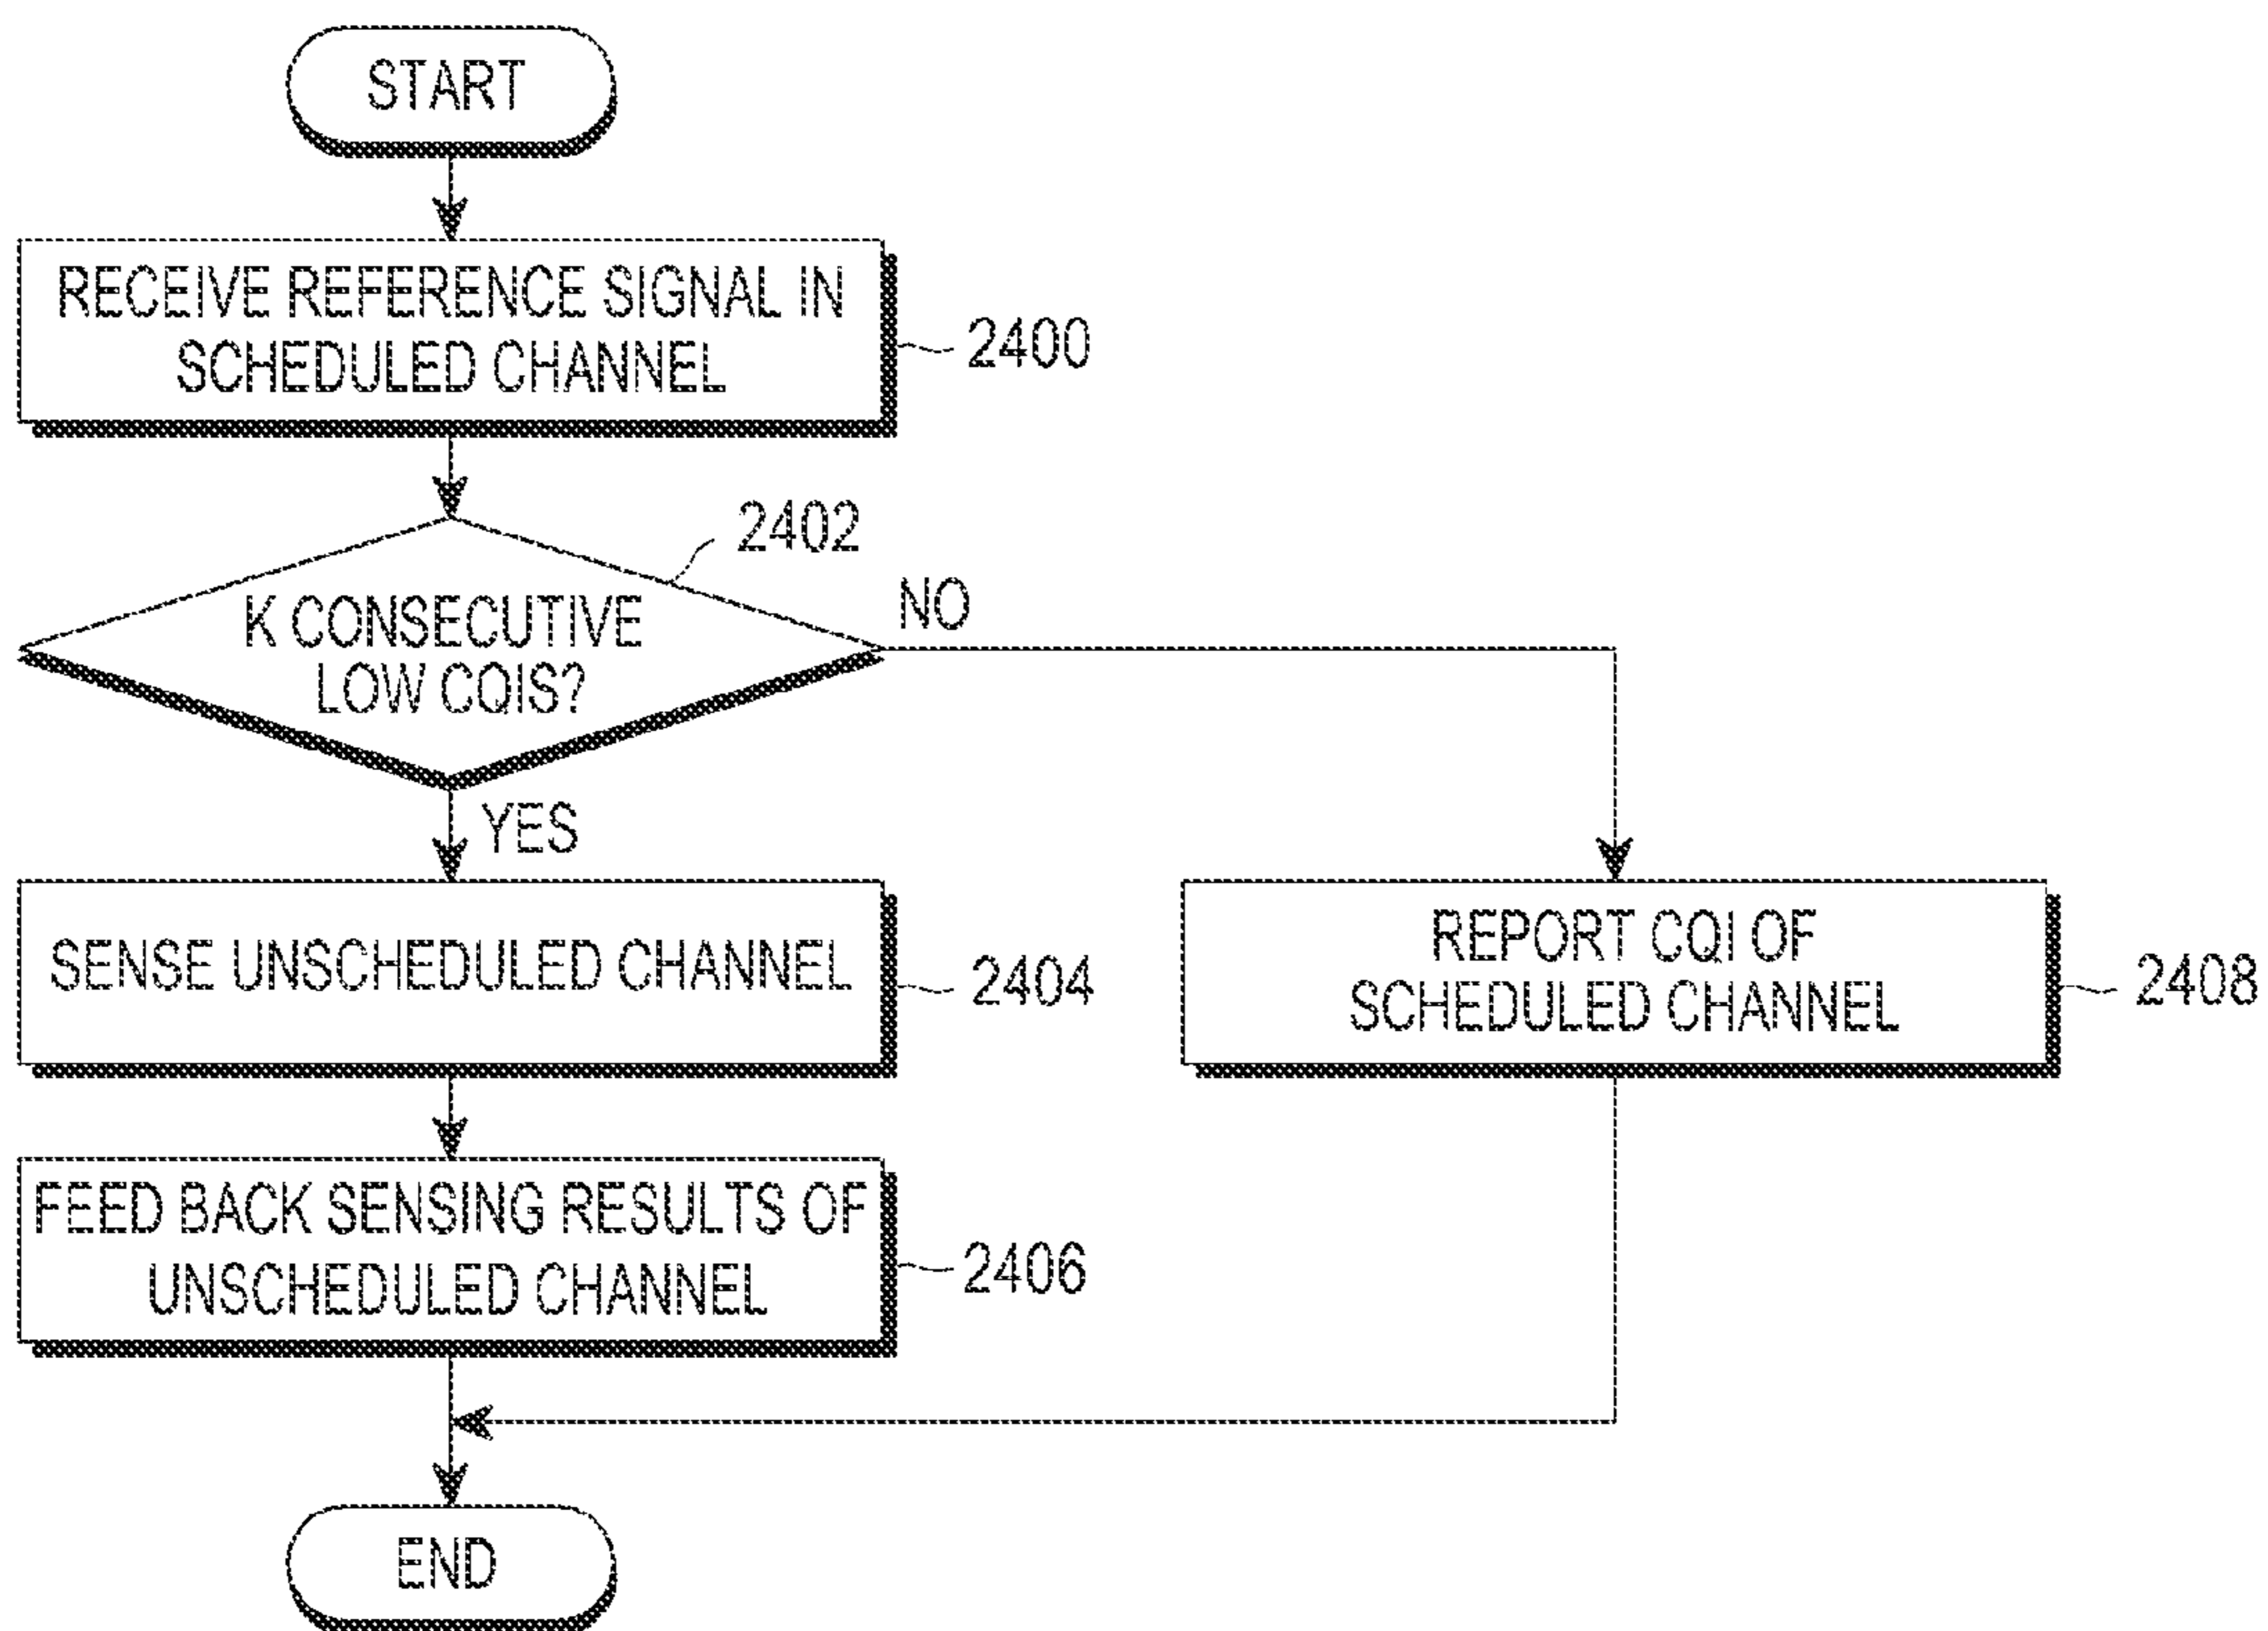 START
RECEIVE REFERENCE SIGNAL IN
SCHEDULED CHANNEL
2400
2402
K CONSECUTIVE
LOW CQIS?
NO
YES
SENSE UNSCHEDULED CHANNEL
2404
REPORT CQI OF
SCHEDULED CHANNEL
2408
FEED BACK SENSING RESULTS OF
UNSCHEDULED CHANNEL
2406
END